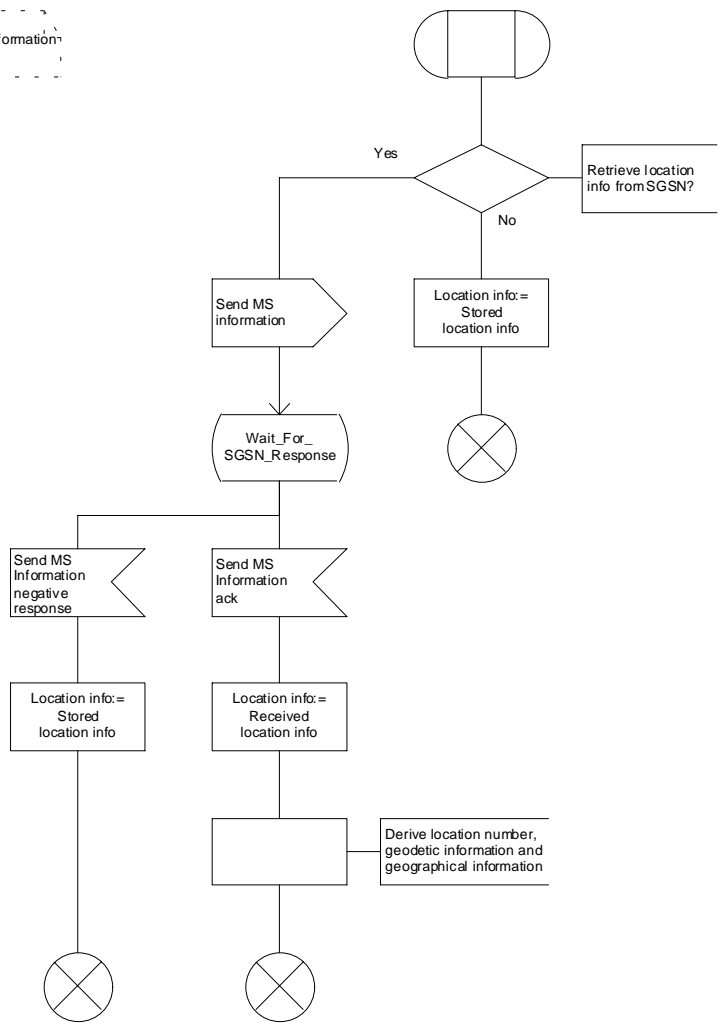 formation
Yes
Retrieve location
info from SGSN?
No
Send MS
information
Location info:=
Stored
location info
Wait_For_
SGSN_Response
Send MS
Information
negative
response
Send MS
Information
ack
Location info:=
Stored
location info
Location info:=
Received
location info
Derive location number,
geodetic information and
geographical information